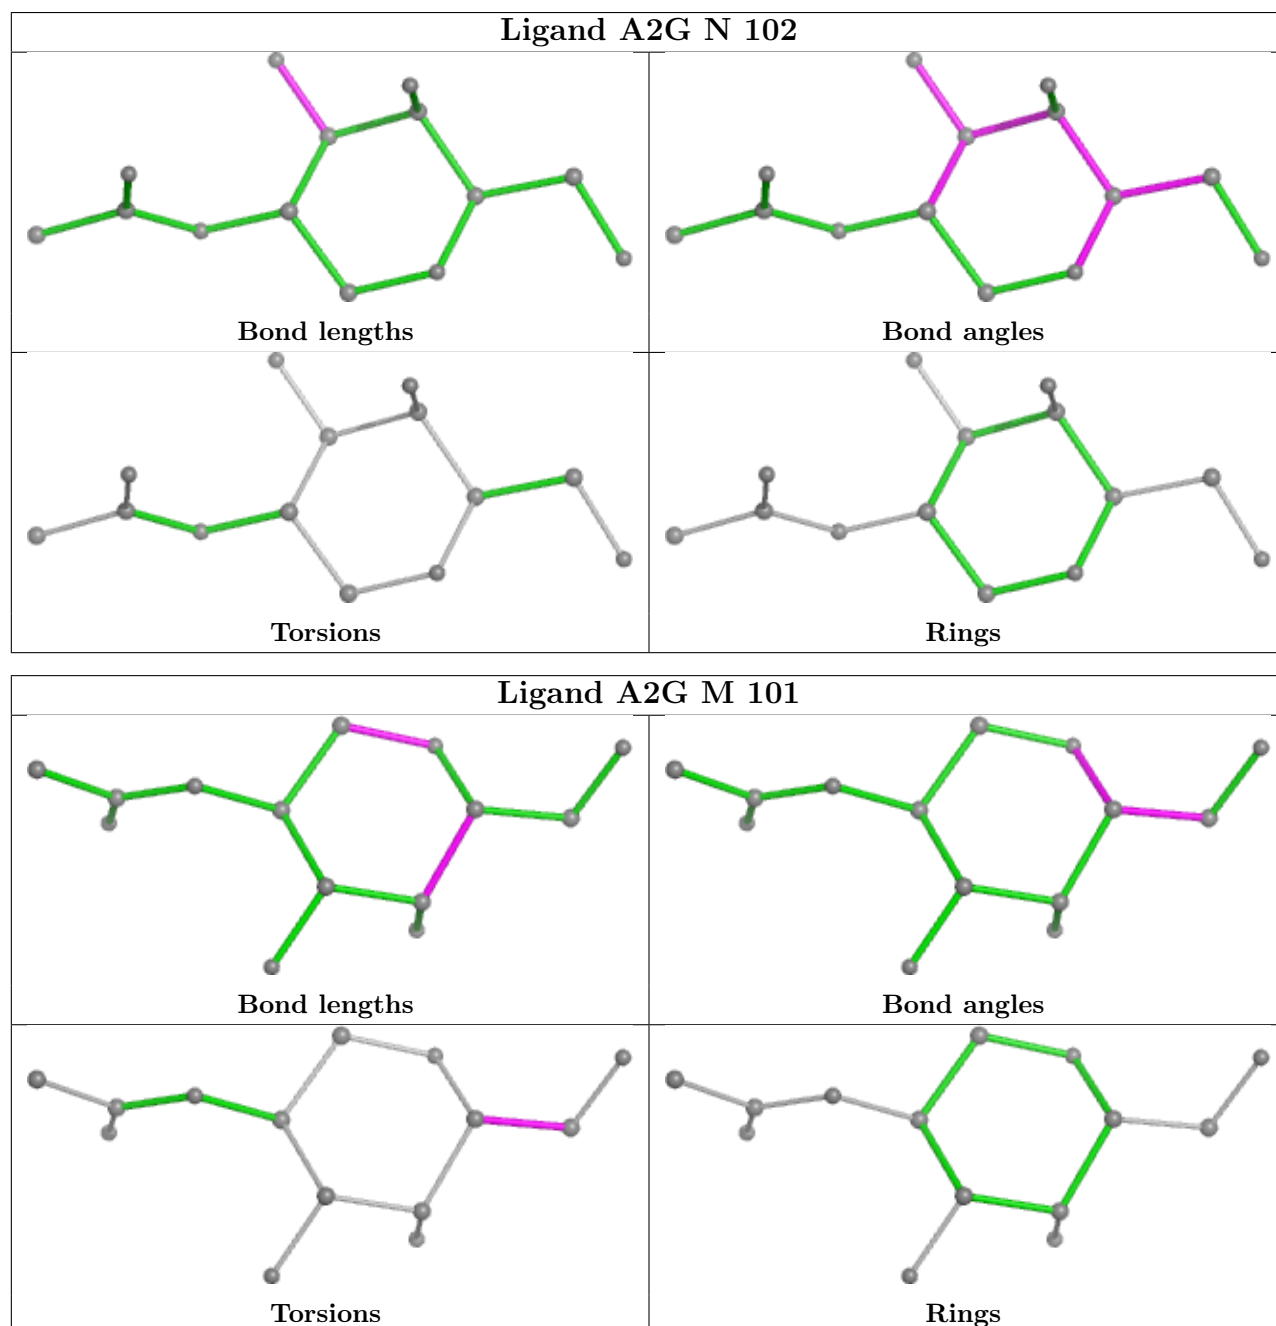 Ligand A2G N 102
Bond lengths
Bond angles
Torsions
Rings
Ligand A2G M 101
Bond lengths
Bond angles
Torsions
Rings